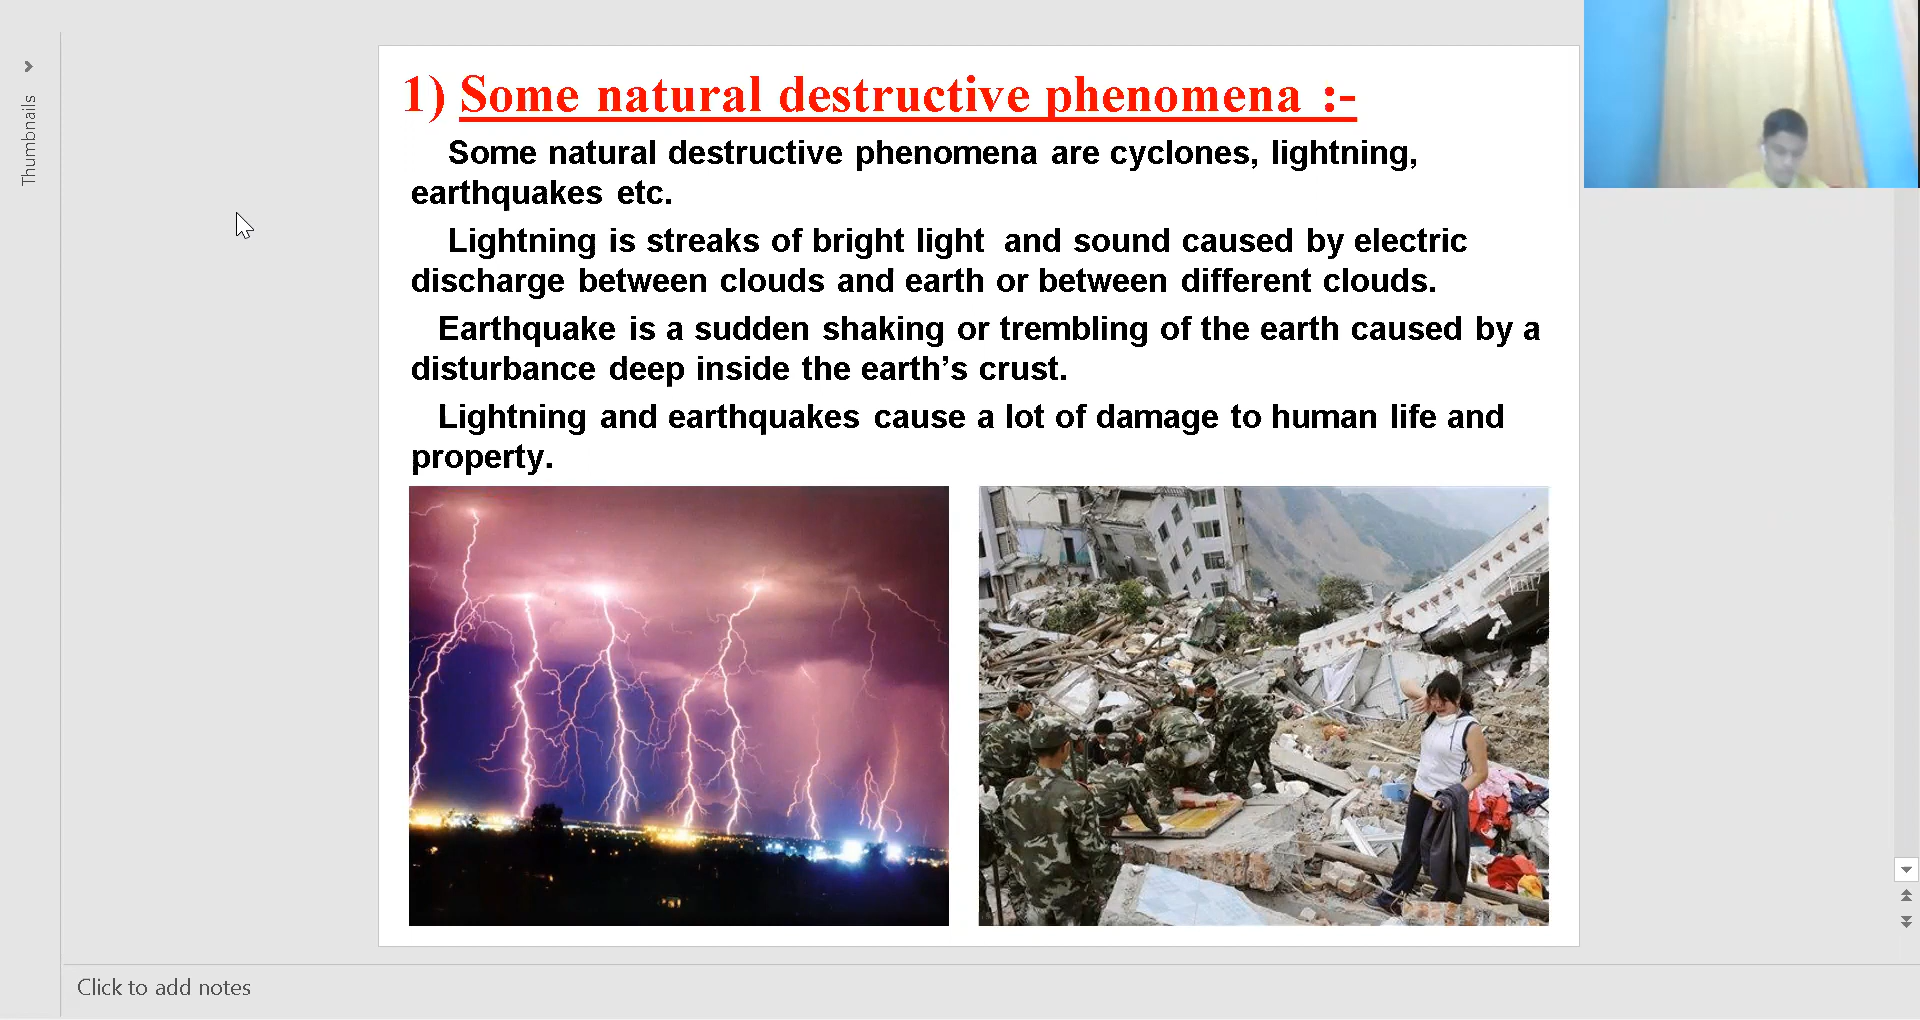 Thumbnails
1) Some natural destructive phenomena :-
Some natural destructive phenomena are cyclones, lightning,
earthquakes etc.
Lightning is streaks of bright light and sound caused by electric
discharge between clouds and earth or between different clouds.
Earthquake is a sudden shaking or trembling of the earth caused by a
disturbance deep inside the earth’s crust.
Lightning and earthquakes cause a lot of damage to human life and
property.
Click to add notes